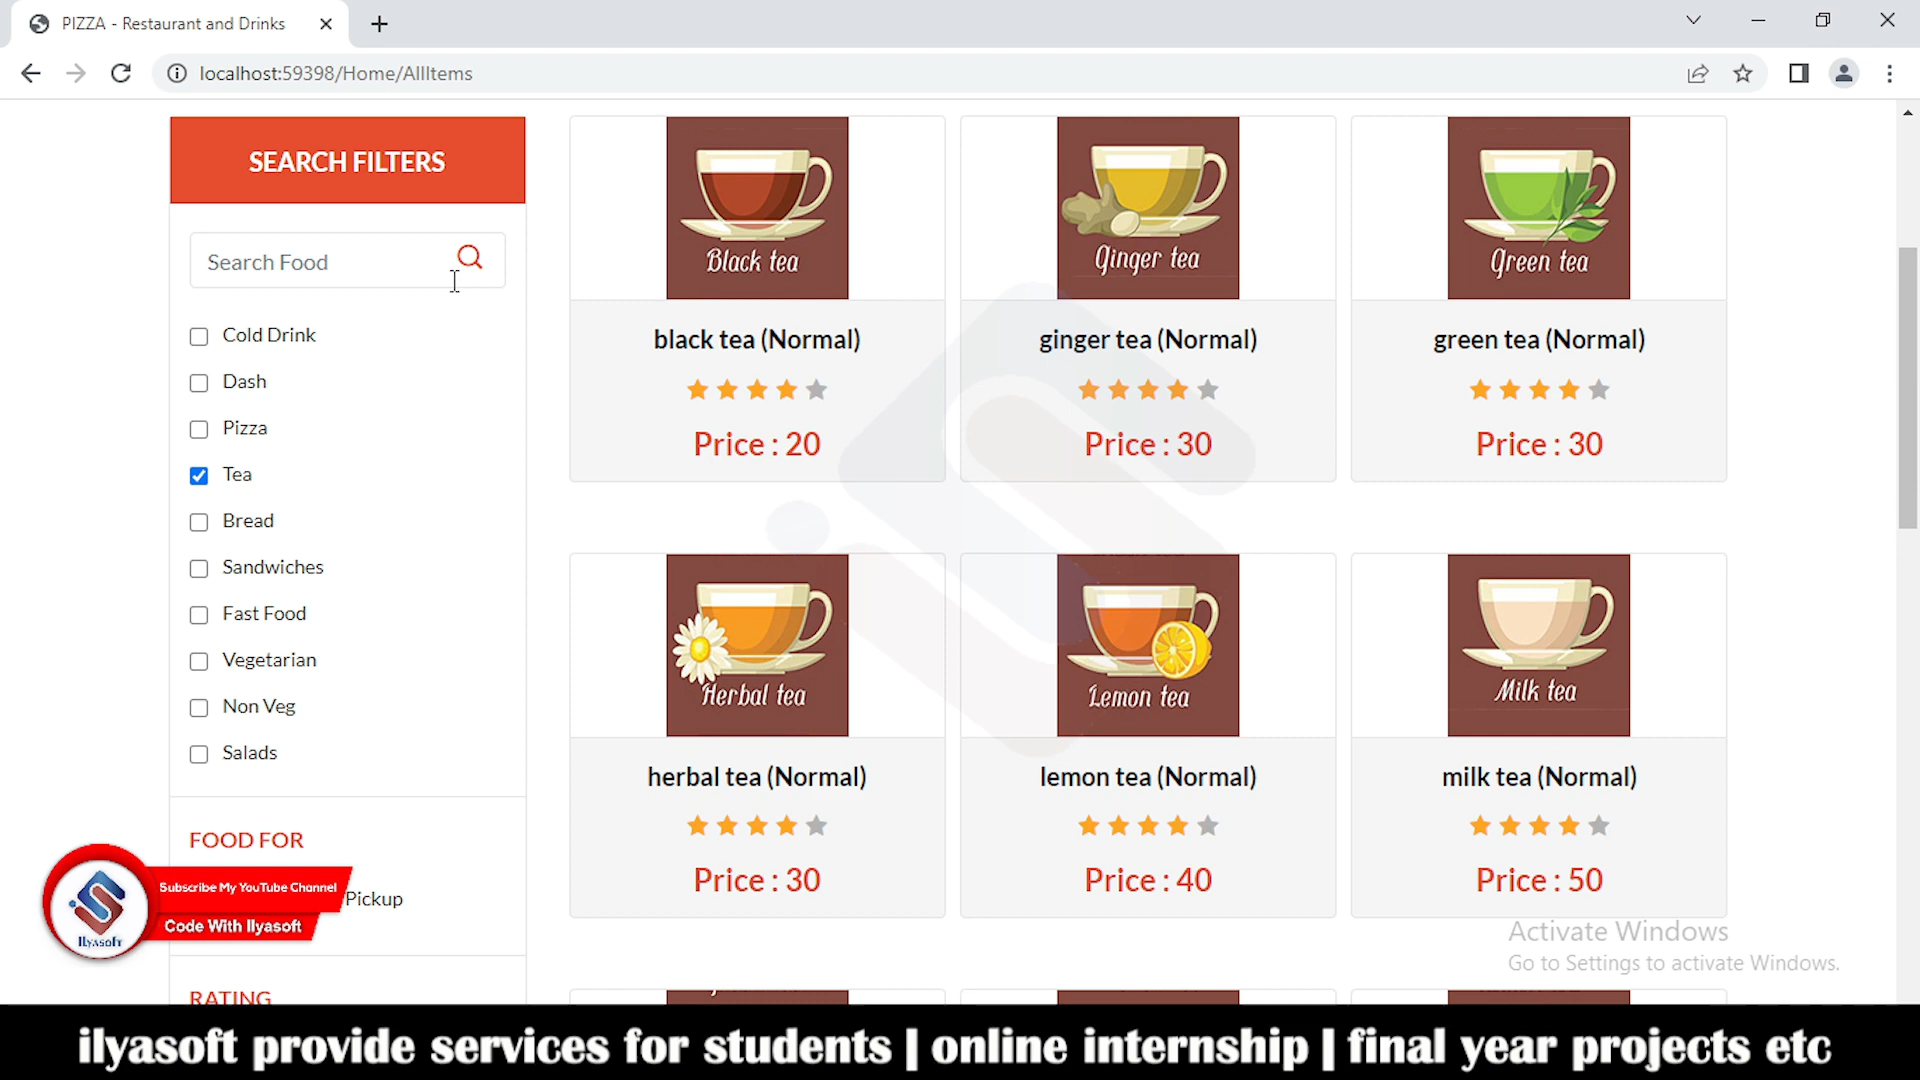 PIZZA - Restaurant and Drinks
localhost:59398/Home/AllItems
SEARCH FILTERS
Search Food
Cold Drink
Dash
Pizza
Tea
Bread
Sandwiches
Fast Food
Vegetarian
Non Veg
Salads
FOOD FOR
Pickup
RATING
Black tea
black tea (Normal)
Price : 20
Ginger tea
ginger tea (Normal)
Price : 30
Green tea
green tea (Normal)
Price : 30
Herbal tea
herbal tea (Normal)
Price : 30
Lemon tea
lemon tea (Normal)
Price : 40
Milk tea
milk tea (Normal)
Price : 50
Subscribe My YouTube Channel
Code With Ilyasoft
Ilyasoft
Activate Windows
Go to Settings to activate Windows.
ilyasoft provide services for students | online internship | final year projects etc